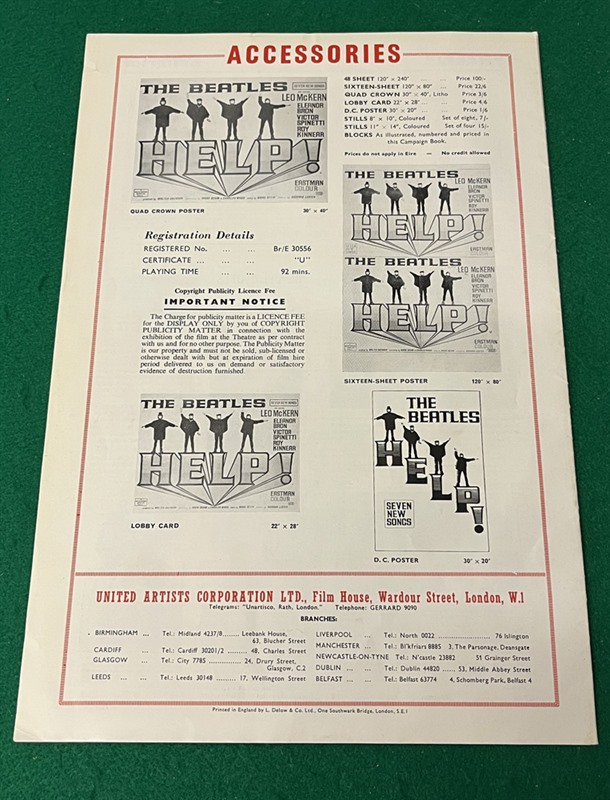 ACCESSORIES
THE BEATLES
LEO McKERN
ELEANOR BRON
VICTOR SPINETTI
ROY KINNEAR
HELP!
EASTMAN COLOUR
QUAD CROWN POSTER 30" × 40"
48 SHEET 120" × 240" ... ... Price 100/-
SIXTEEN-SHEET 120" × 80" ... Price 22/6
QUAD CROWN 30" × 40", Litho Price 3/6
LOBBY CARD 22" × 28" ... ... Price 4/6
D.C. POSTER 30" × 20" ... Price 1/6
STILLS 8" × 10", Coloured Set of eight, 7/-
STILLS 11" × 14", Coloured Set of four 15/-
BLOCKS As illustrated, numbered and priced in
this Campaign Book.
Prices do not apply in Eire — No credit allowed
Registration Details
REGISTERED No. ... ... Br/E 30556
CERTIFICATE ... ... ... "U"
PLAYING TIME ... ... 92 mins.
Copyright Publicity Licence Fee
IMPORTANT NOTICE
The Charge for publicity matter is a LICENCE FEE
for the DISPLAY ONLY by you of COPYRIGHT
PUBLICITY MATTER in connection with the
exhibition of the film at the Theatre as per contract
with us and for no other purpose. The Publicity Matter
is our property and must not be sold, sub-licensed or
otherwise dealt with but at expiration of film hire
period delivered to us on demand or satisfactory
evidence of destruction furnished.
THE BEATLES
LEO McKERN
ELEANOR BRON
VICTOR SPINETTI
ROY KINNEAR
HELP!
EASTMAN COLOUR
THE BEATLES
LEO McKERN
ELEANOR BRON
VICTOR SPINETTI
ROY KINNEAR
HELP!
EASTMAN COLOUR
SIXTEEN-SHEET POSTER 120" × 80"
THE BEATLES
LEO McKERN
ELEANOR BRON
VICTOR SPINETTI
ROY KINNEAR
HELP!
EASTMAN COLOUR
LOBBY CARD 22" × 28"
THE
BEATLES
HELP!
SEVEN
NEW
SONGS
D.C. POSTER 30" × 20"
UNITED ARTISTS CORPORATION LTD., Film House, Wardour Street, London, W.1
Telegrams: "Unartisco, Rath, London." Telephone: GERRARD 9090
BRANCHES:
BIRMINGHAM ... Tel.: Midland 4237/8 ....... Leebank House,
63, Blucher Street
CARDIFF ... Tel.: Cardiff 30201/2 ......... 48, Charles Street
GLASGOW ... Tel.: City 7785 ............ 24, Drury Street,
Glasgow, C.2
LEEDS ... ... Tel.: Leeds 30148 ......... 17, Wellington Street
LIVERPOOL ... Tel.: North 0022 .................. 76 Islington
MANCHESTER ... Tel.: Bl'kfriars 8885 3, The Parsonage, Deansgate
NEWCASTLE-ON-TYNE Tel.: N'castle 23882 51 Grainger Street
DUBLIN ... ... Tel.: Dublin 44820 ...... 53, Middle Abbey Street
BELFAST ... ... Tel.: Belfast 63774 4, Schomberg Park, Belfast 4
Printed in England by L. Delow & Co. Ltd., One Southwark Bridge, London, S.E.1